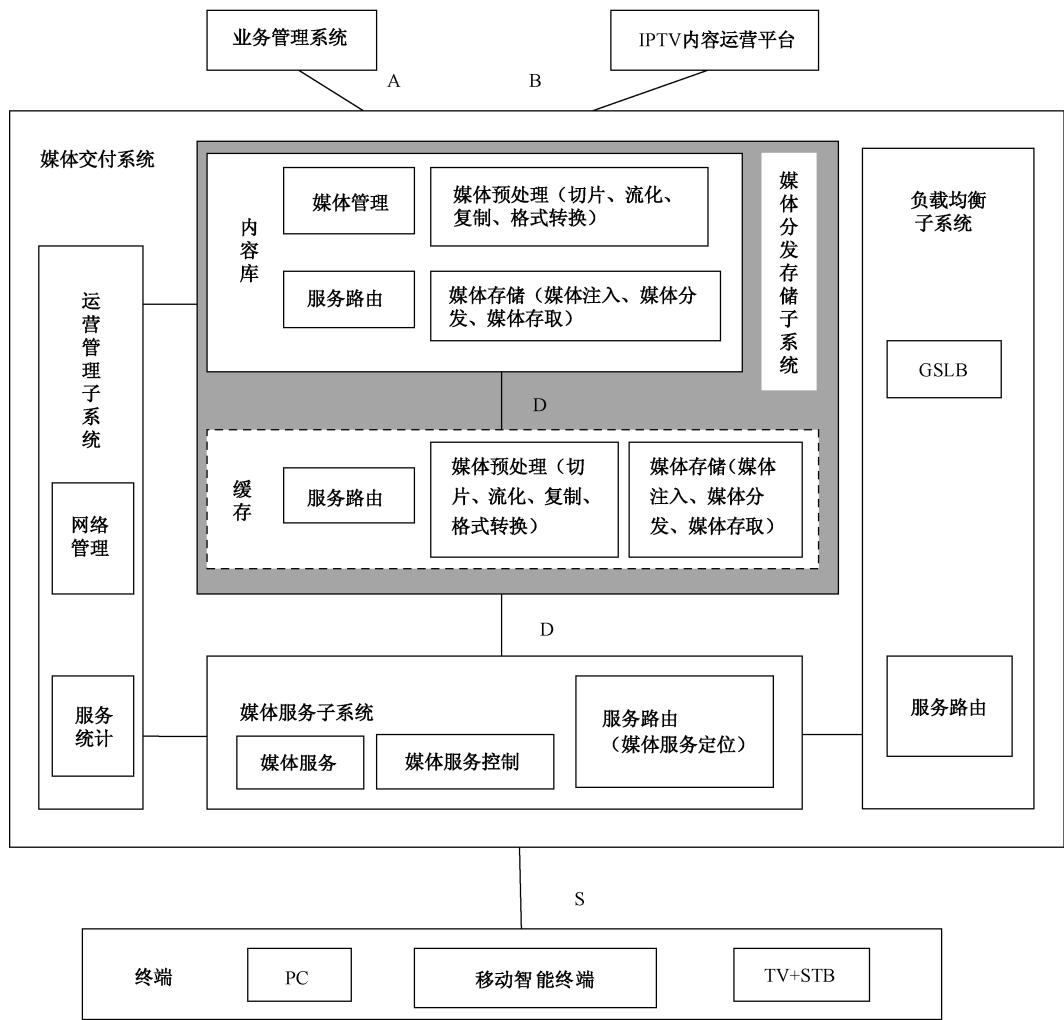 业务管理系统
IPTV内容运营平台
A
B
媒体交付系统
内容库
媒体管理
媒体预处理（切片、流化、
复制、格式转换）
服务路由
媒体存储（媒体注入、媒体分
发、媒体存取）
媒体分发存储子系统
D
缓存
服务路由
媒体预处理（切
片、流化、复制、
格式转换）
媒体存储(媒体
注入、媒体分
发、媒体存取）
运营管理子系统
网络
管理
服务
统计
负载均衡
子系统
GSLB
服务路由
D
媒体服务子系统
媒体服务
媒体服务控制
服务路由
（媒体服务定位）
S
终端
PC
移动智能终端
TV+STB